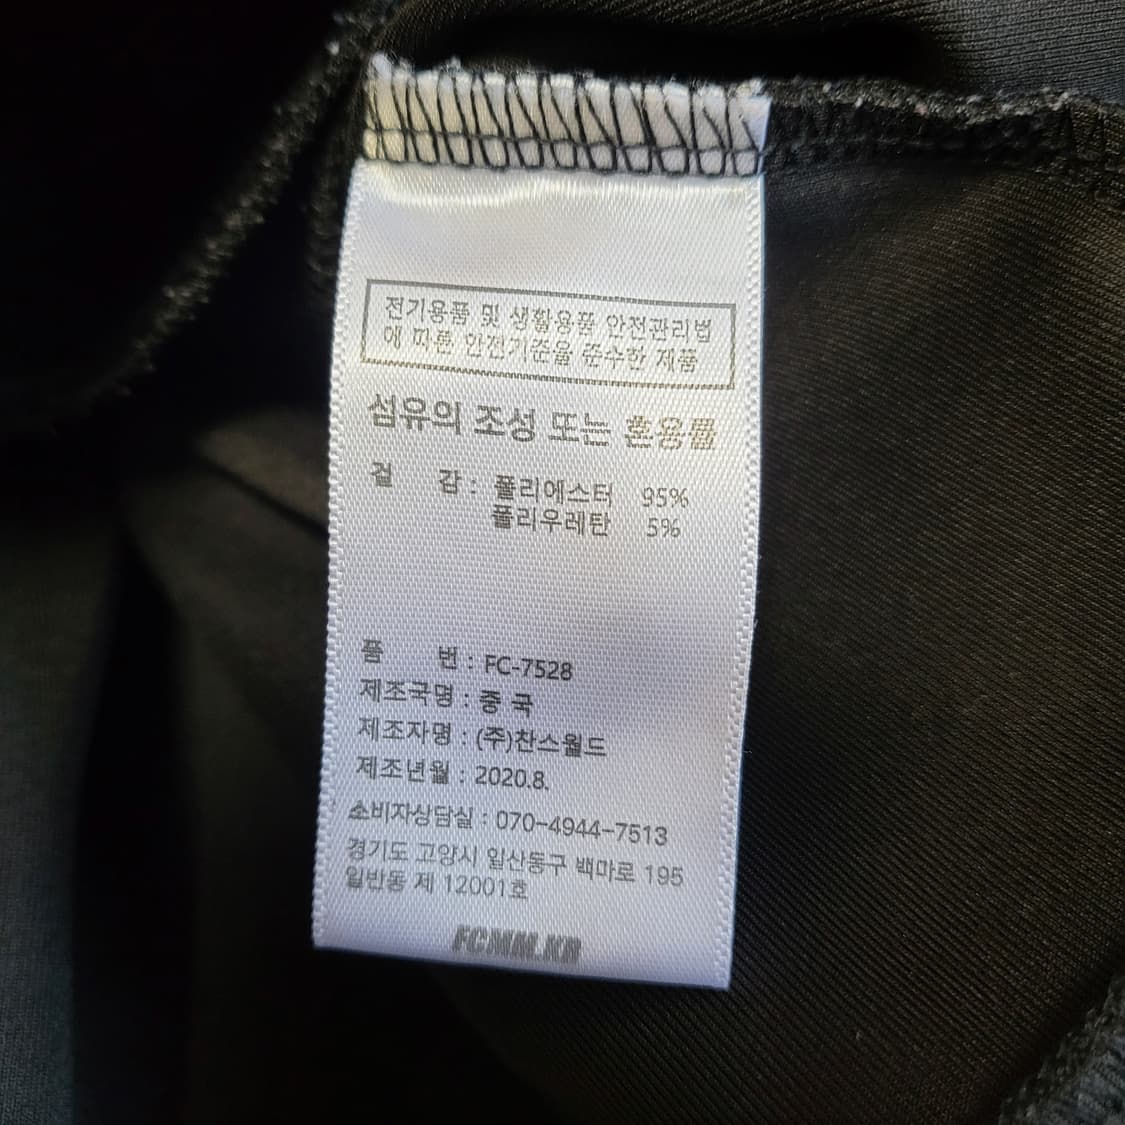 전기용품 및 생활용품 안전관리법
에 따른 안전기준을 준수한 제품
섬유의 조성 또는 혼용률
겉 감 : 폴리에스터 95%
폴리우레탄 5%
품 번 : FC-7528
제조국명 : 중 국
제조자명 : (주)찬스월드
제조년월 : 2020.8.
소비자상담실 : 070-4944-7513
경기도 고양시 일산동구 백마로 195
일반동 제 12001호
FCMM.KR